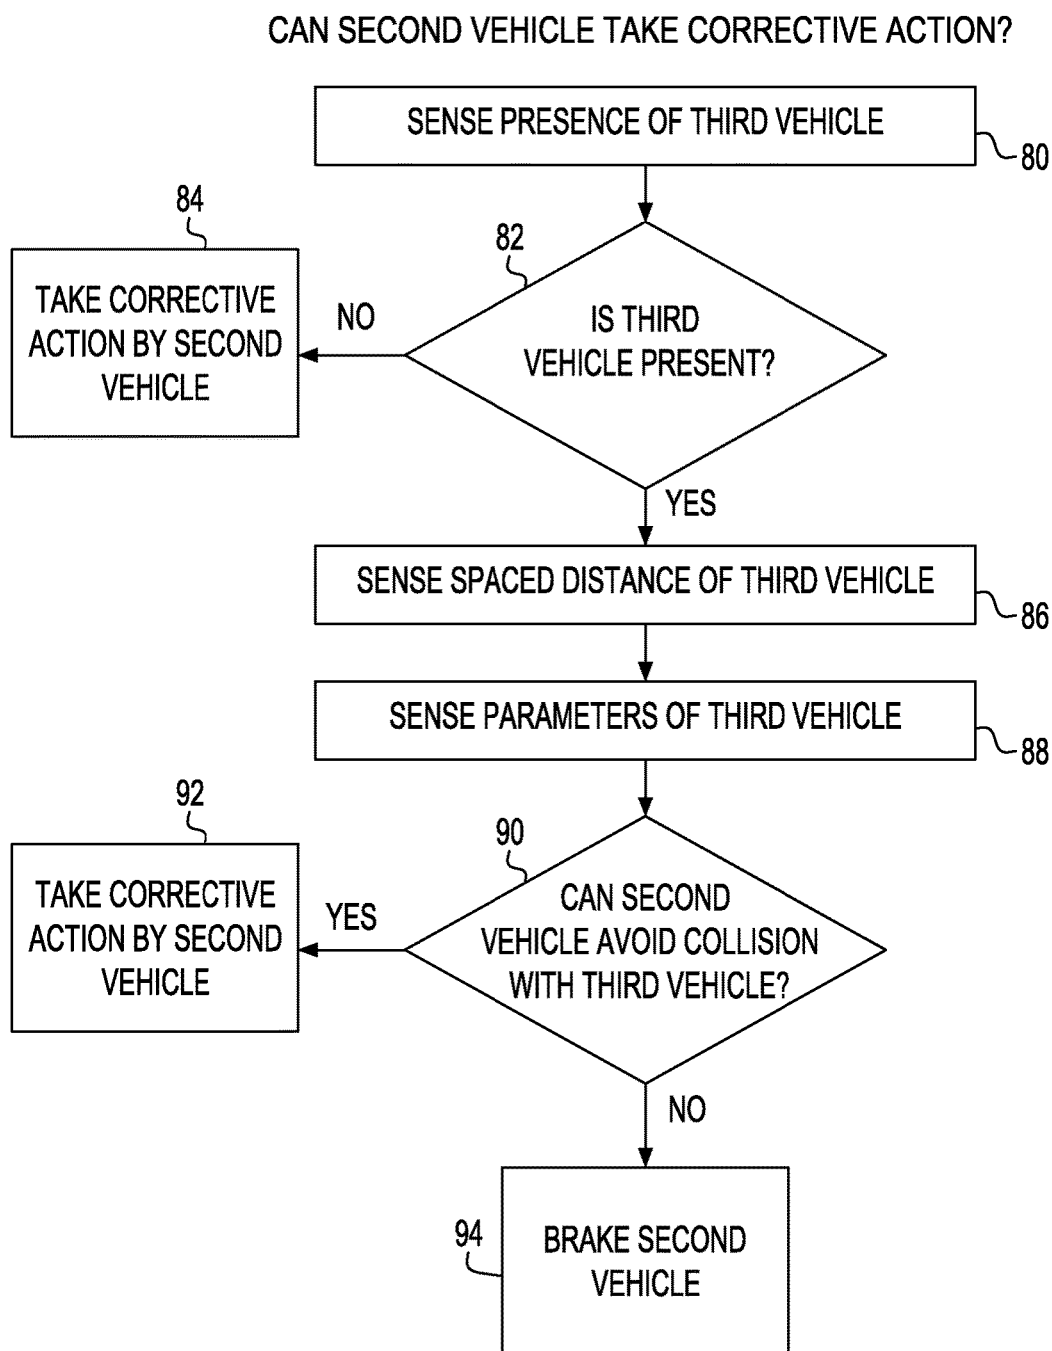 CAN SECOND VEHICLE TAKE CORRECTIVE ACTION?
SENSE PRESENCE OF THIRD VEHICLE
80
84
82
TAKE CORRECTIVE
ACTION BY SECOND
VEHICLE
NO
IS THIRD
VEHICLE PRESENT?
YES
SENSE SPACED DISTANCE OF THIRD VEHICLE
86
SENSE PARAMETERS OF THIRD VEHICLE
88
92
90
TAKE CORRECTIVE
ACTION BY SECOND
VEHICLE
YES
CAN SECOND
VEHICLE AVOID COLLISION
WITH THIRD VEHICLE?
NO
94
BRAKE SECOND
VEHICLE